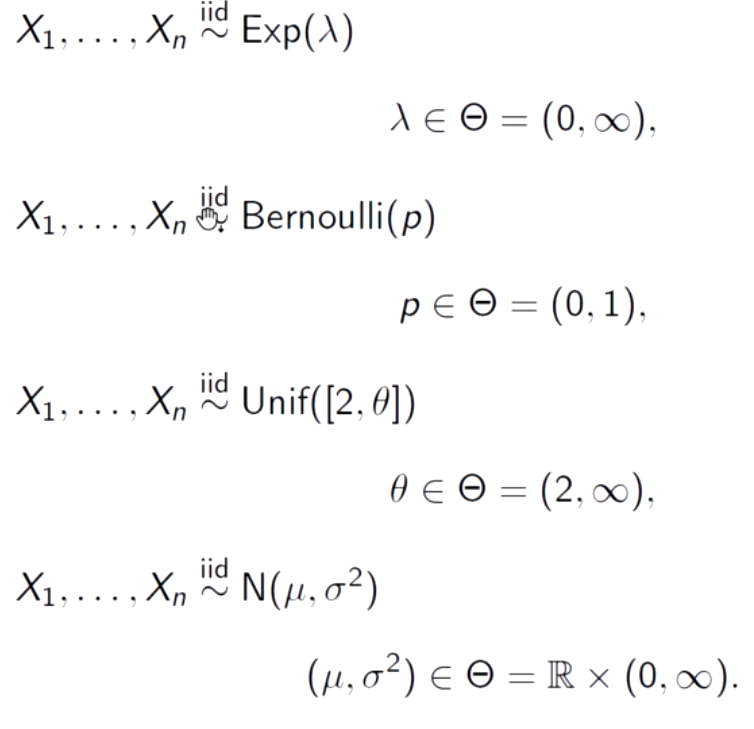 X₁, . . . , Xₙ iid ∼ Exp(λ)
λ ∈ Θ = (0, ∞),
X₁, . . . , Xₙ iid Bernoulli(p)
p ∈ Θ = (0, 1),
X₁, . . . , Xₙ iid ∼ Unif([2, θ])
θ ∈ Θ = (2, ∞),
X₁, . . . , Xₙ iid ∼ N(μ, σ²)
(μ, σ²) ∈ Θ = ℝ × (0, ∞).